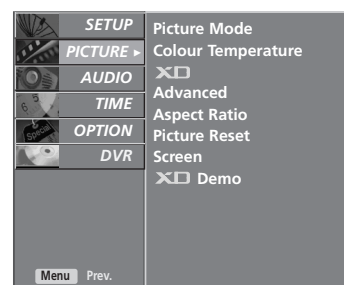 SETUP
PICTURE ►
AUDIO
TIME
OPTION
DVR
Picture Mode
Colour Temperature
XD
Advanced
Aspect Ratio
Picture Reset
Screen
XD Demo
Special
Menu Prev.